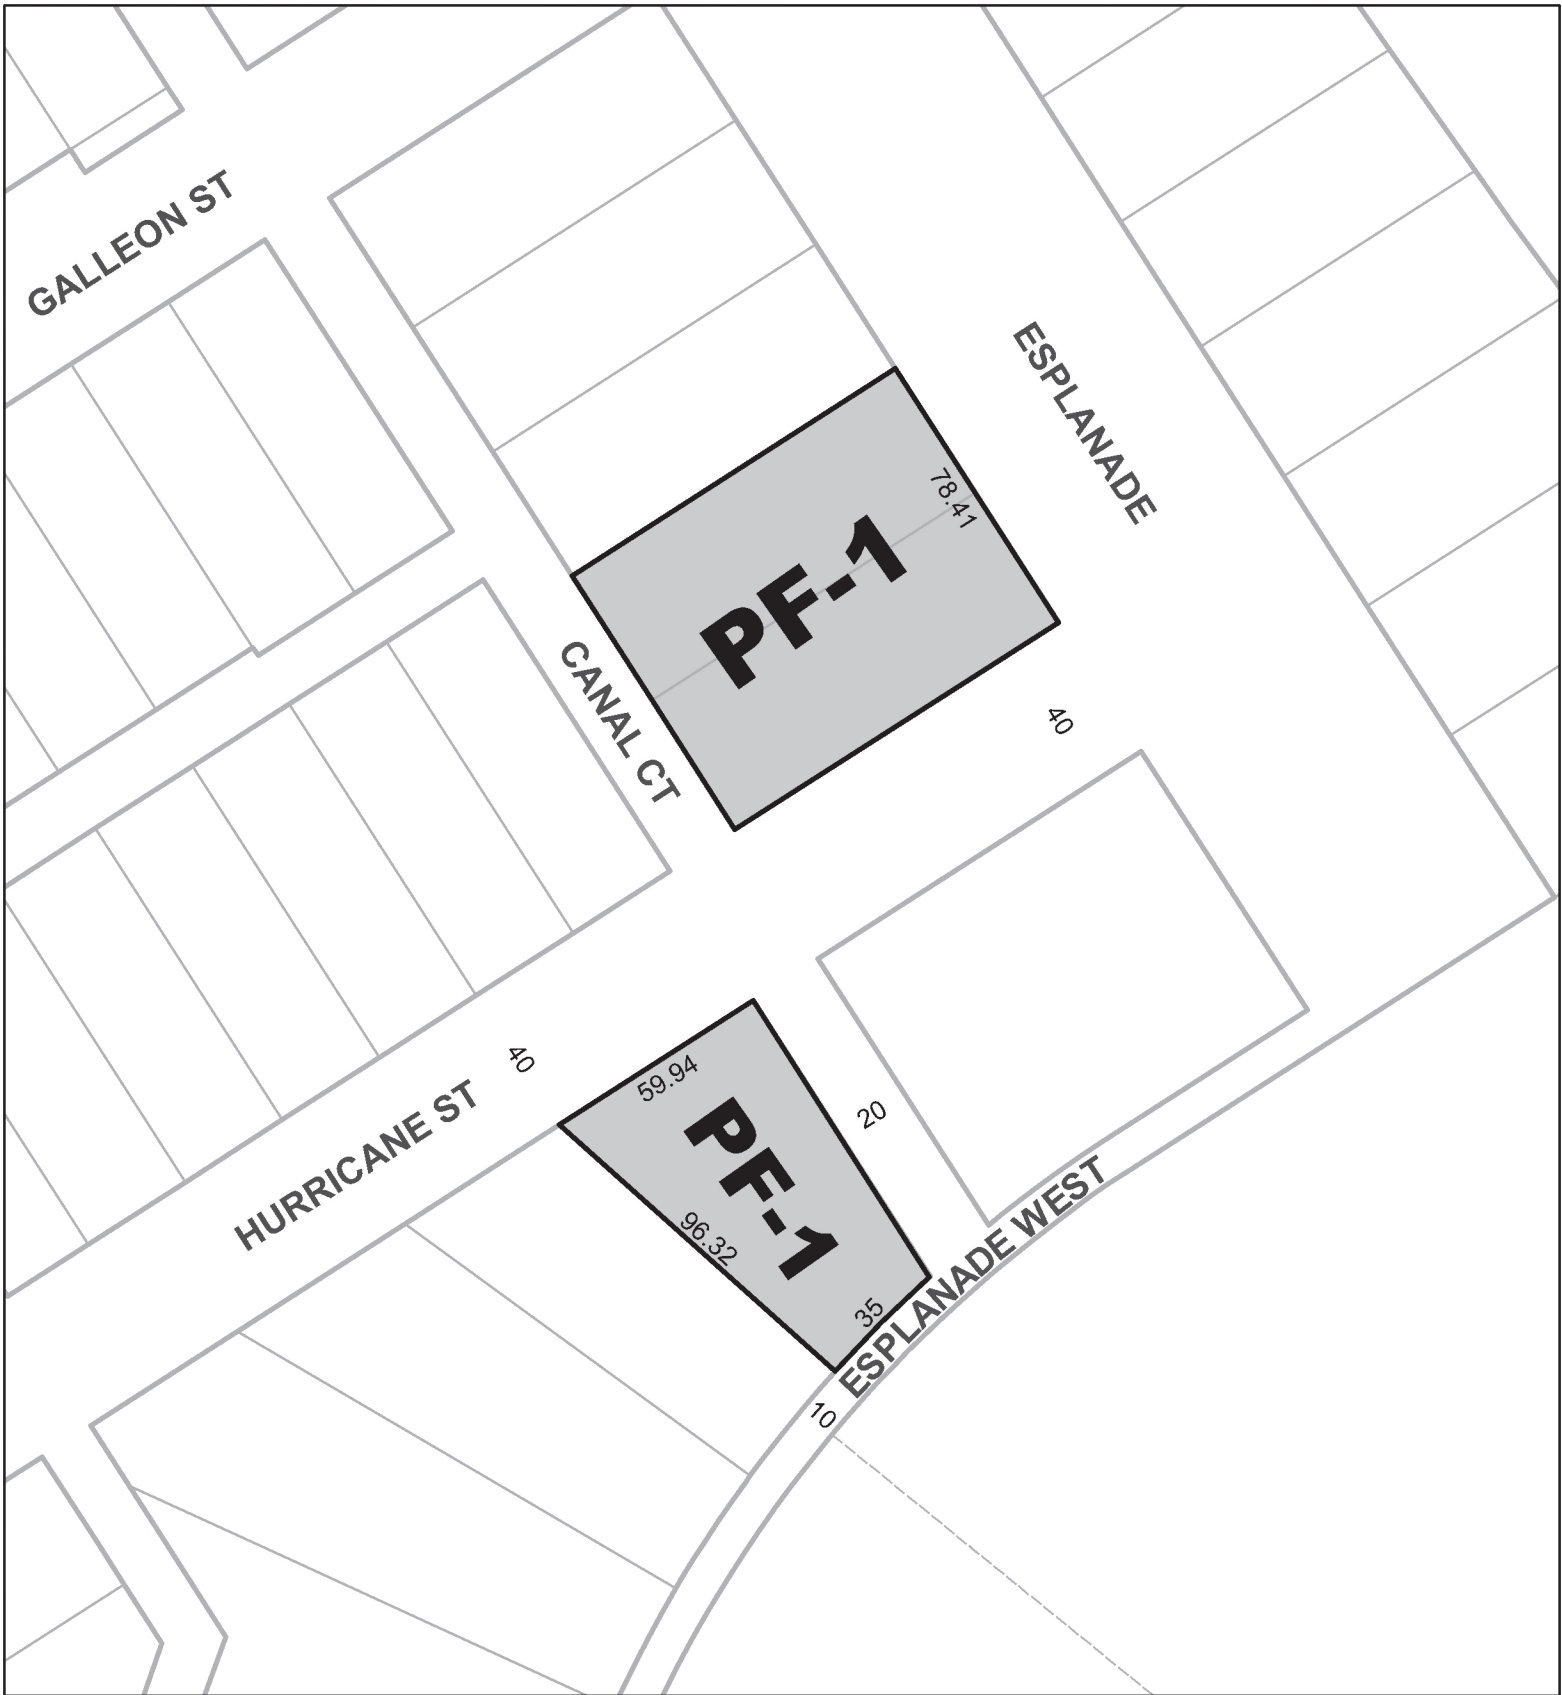 GALLEON ST
ESPLANADE
78.41
PF-1
CANAL CT
40
40
HURRICANE ST
59.94
20
PF-1
96.32
35
ESPLANADE WEST
10